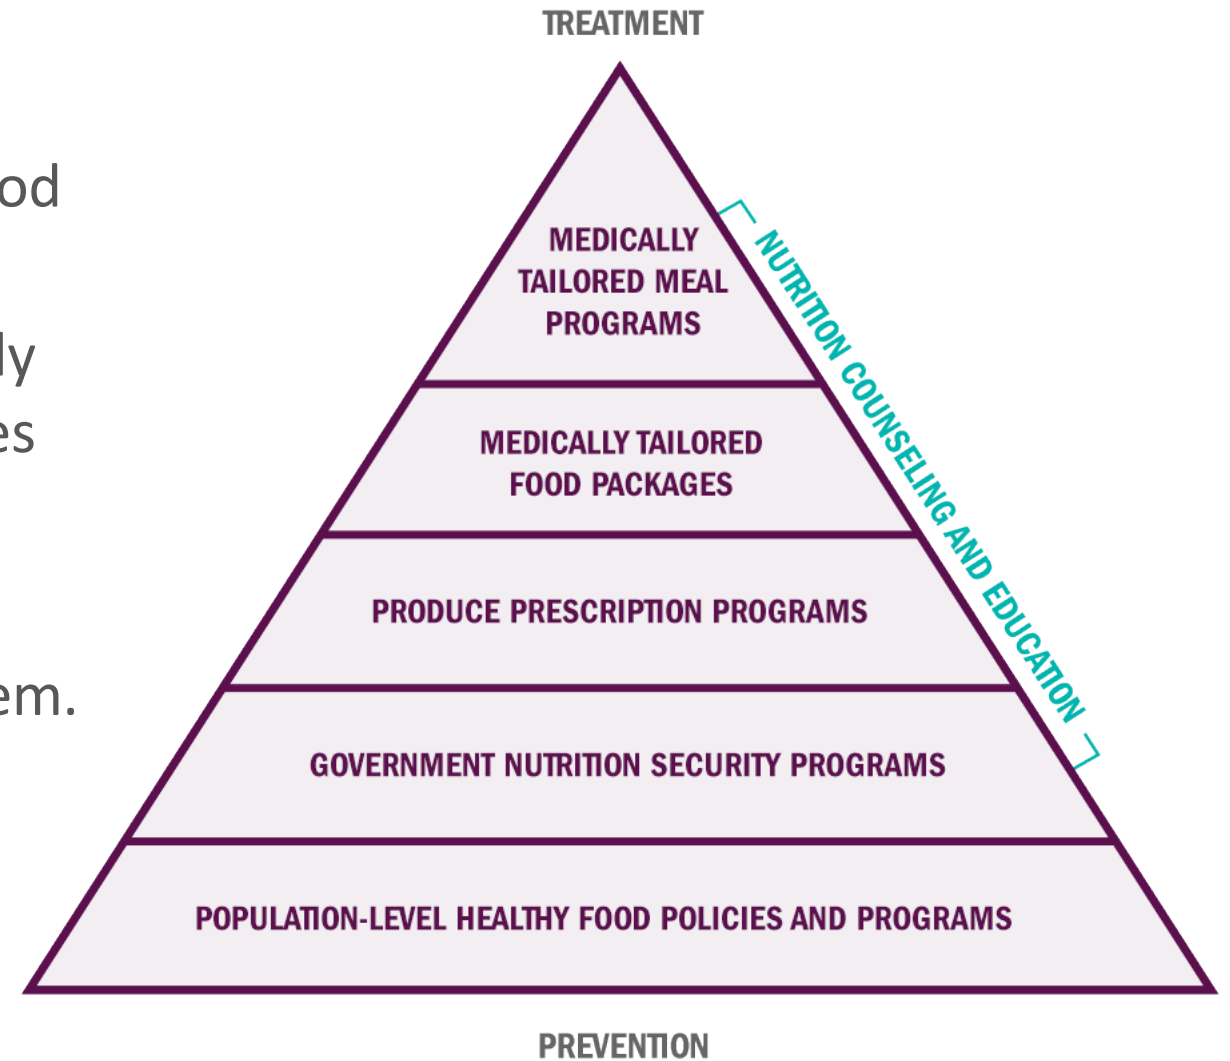 TREATMENT
od
MEDICALLY
TAILORED MEAL
PROGRAMS
NUTRITION COUNSELING AND EDUCATION
ly
es
MEDICALLY TAILORED
FOOD PACKAGES
PRODUCE PRESCRIPTION PROGRAMS
em.
GOVERNMENT NUTRITION SECURITY PROGRAMS
POPULATION-LEVEL HEALTHY FOOD POLICIES AND PROGRAMS
PREVENTION